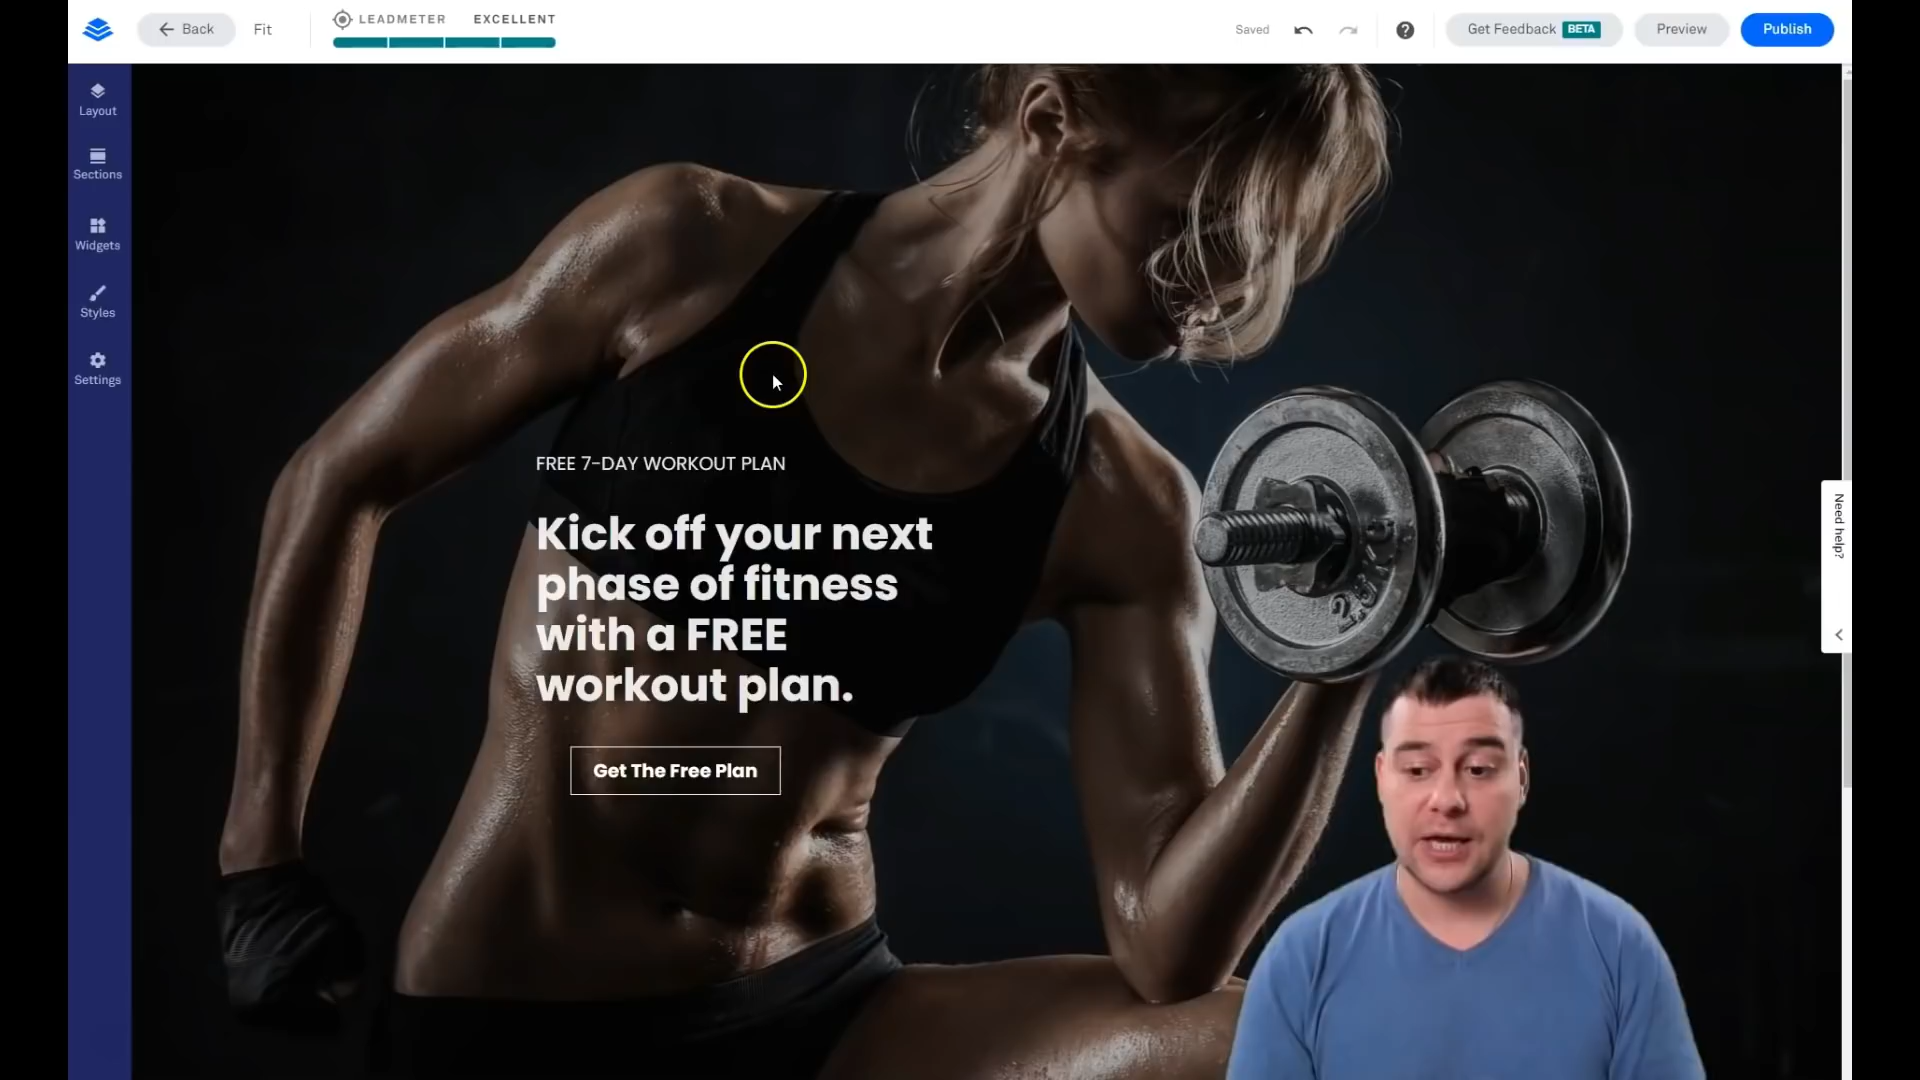 Back
Fit
LEADMETER EXCELLENT
Saved
?
Get Feedback BETA
Preview
Publish
Layout
Sections
Widgets
Styles
Settings
FREE 7-DAY WORKOUT PLAN
Kick off your next
phase of fitness
with a FREE
workout plan.
Get The Free Plan
Need help?